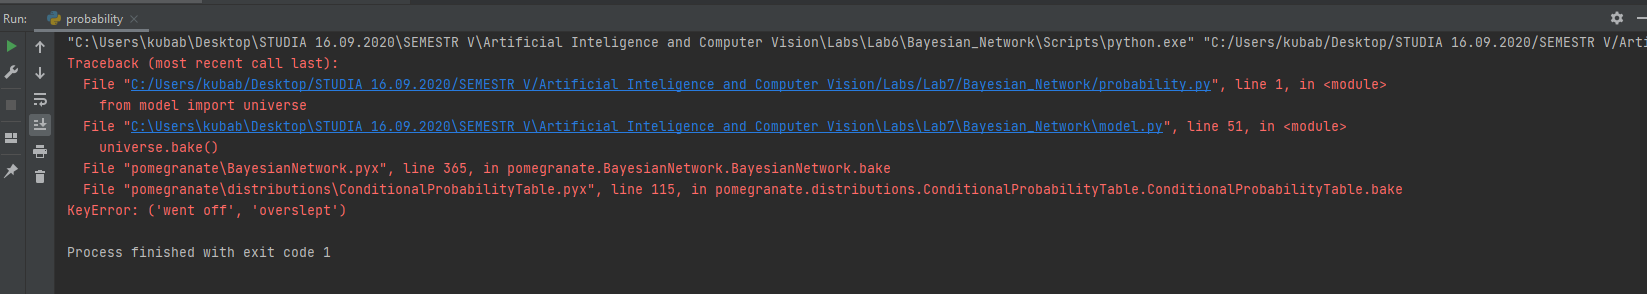 Run: probability ×
"C:\Users\kubab\Desktop\STUDIA 16.09.2020\SEMESTR V\Artificial Inteligence and Computer Vision\Labs\Lab6\Bayesian_Network\Scripts\python.exe" "C:/Users/kubab/Desktop/STUDIA 16.09.2020/SEMESTR V/Arti
Traceback (most recent call last):
  File "C:/Users/kubab/Desktop/STUDIA 16.09.2020/SEMESTR V/Artificial Inteligence and Computer Vision/Labs/Lab7/Bayesian_Network/probability.py", line 1, in <module>
    from model import universe
  File "C:\Users\kubab\Desktop\STUDIA 16.09.2020\SEMESTR V\Artificial Inteligence and Computer Vision\Labs\Lab7\Bayesian_Network\model.py", line 51, in <module>
    universe.bake()
  File "pomegranate\BayesianNetwork.pyx", line 365, in pomegranate.BayesianNetwork.BayesianNetwork.bake
  File "pomegranate\distributions\ConditionalProbabilityTable.pyx", line 115, in pomegranate.distributions.ConditionalProbabilityTable.ConditionalProbabilityTable.bake
KeyError: ('went off', 'overslept')
Process finished with exit code 1